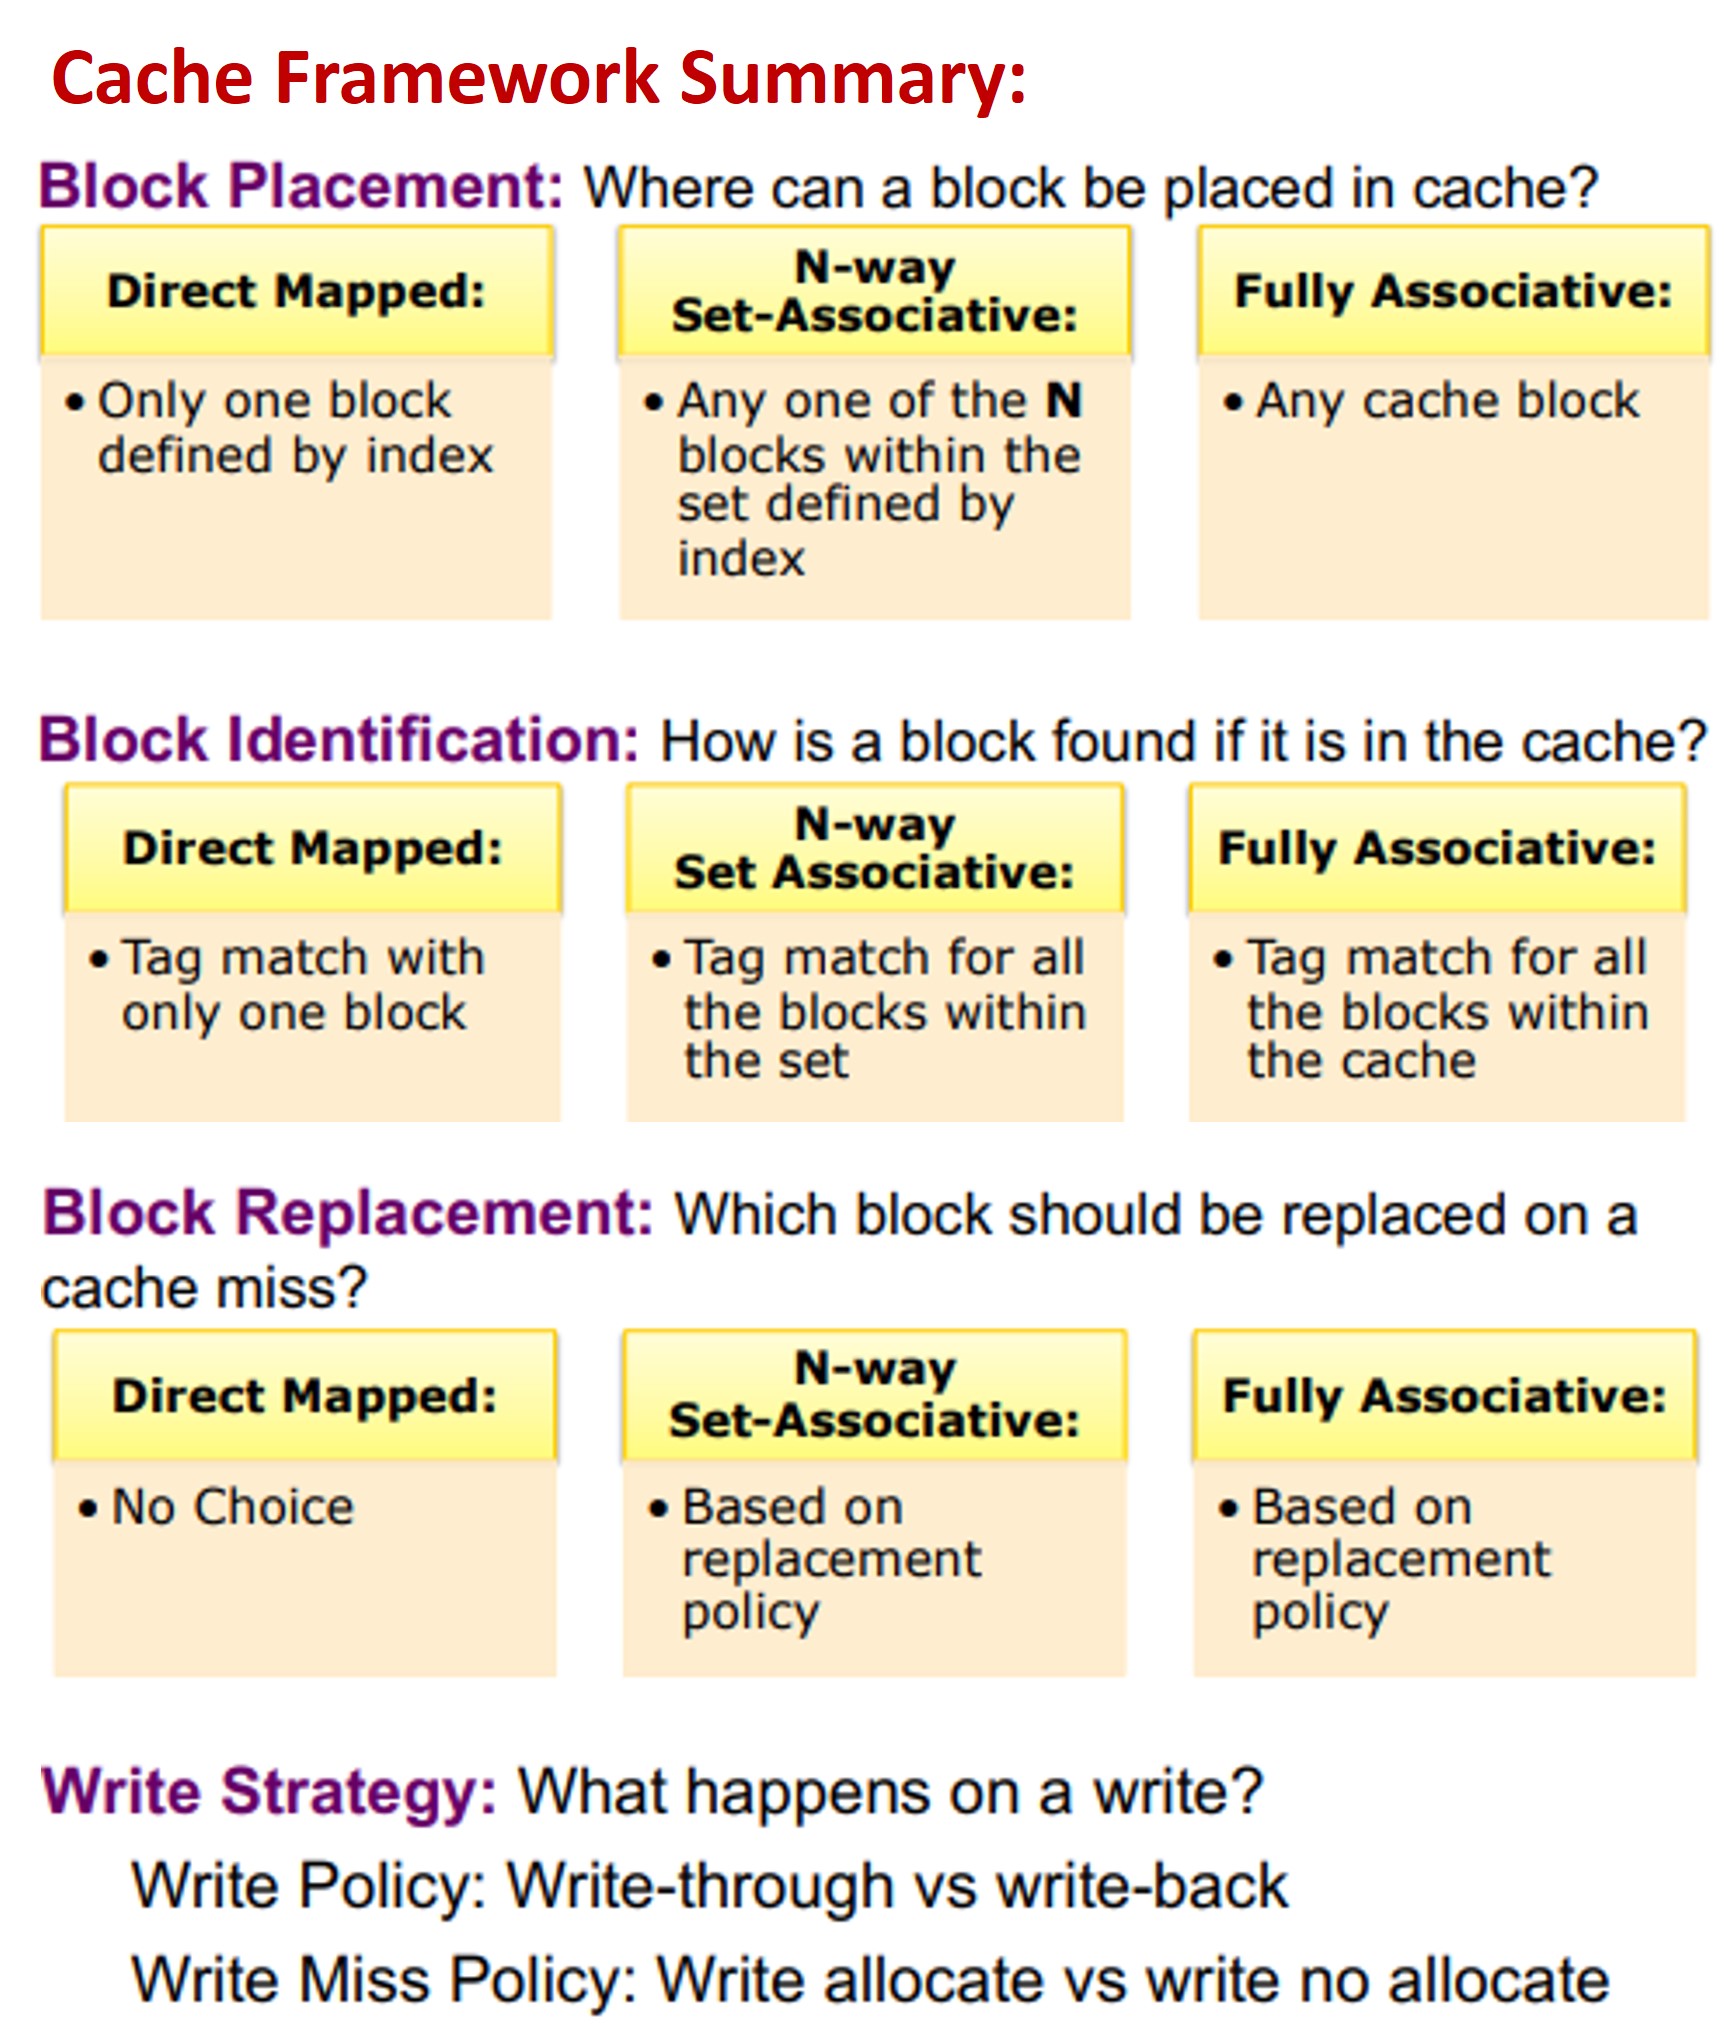 Cache Framework Summary:
Block Placement: Where can a block be placed in cache?
Direct Mapped:
• Only one block
defined by index
N-way
Set-Associative:
• Any one of the N
blocks within the
set defined by
index
Fully Associative:
• Any cache block
Block Identification: How is a block found if it is in the cache?
Direct Mapped:
• Tag match with
only one block
N-way
Set Associative:
• Tag match for all
the blocks within
the set
Fully Associative:
• Tag match for all
the blocks within
the cache
Block Replacement: Which block should be replaced on a
cache miss?
Direct Mapped:
• No Choice
N-way
Set-Associative:
• Based on
replacement
policy
Fully Associative:
• Based on
replacement
policy
Write Strategy: What happens on a write?
Write Policy: Write-through vs write-back
Write Miss Policy: Write allocate vs write no allocate